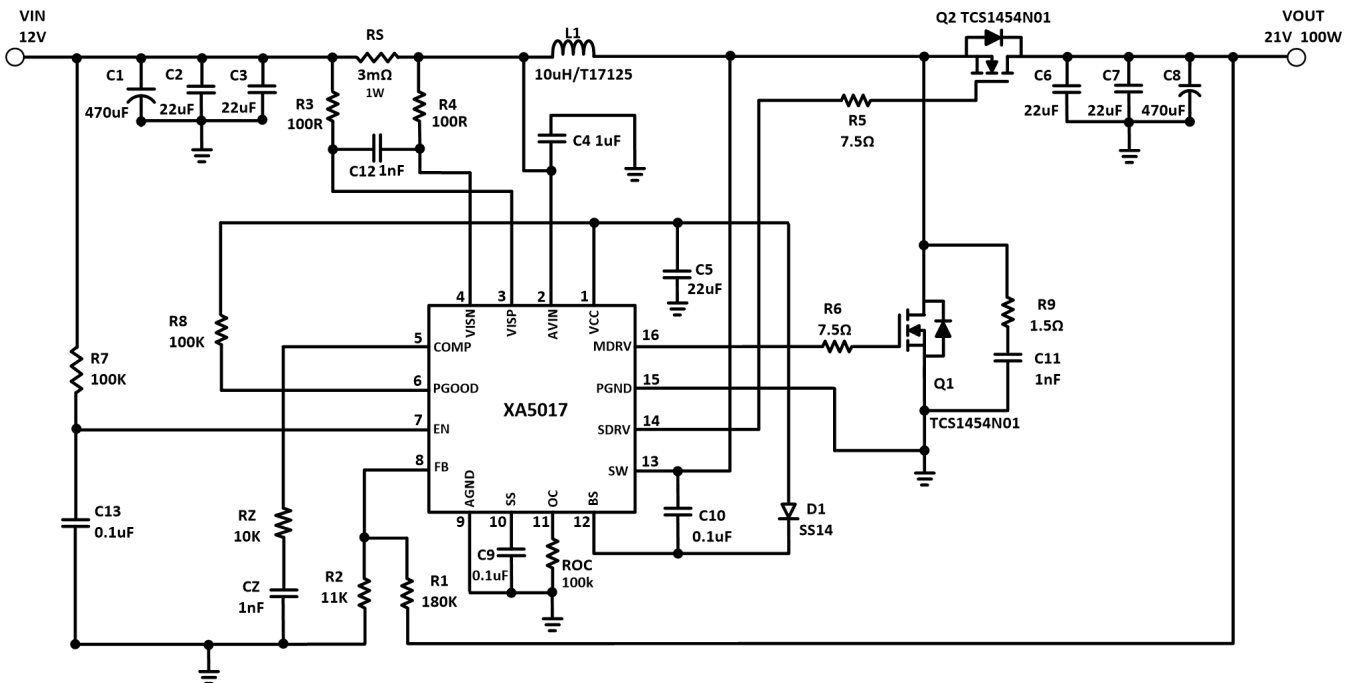 VIN
12V
RS
3mΩ
1W
L1
10uH/T17125
Q2 TCS1454N01
VOUT
21V 100W
C1
470uF
C2
22uF
C3
22uF
R3
100R
R4
100R
C12 1nF
C4 1uF
R5
7.5Ω
C6
22uF
C7
22uF
C8
470uF
C5
22uF
R8
100K
R7
100K
4
3
2
1
VISN
VISP
AVIN
VCC
5
COMP
6
PGOOD
7
EN
8
FB
XA5017
MDRV
16
PGND
15
SDRV
14
SW
13
AGND
SS
OC
BS
9
10
11
12
R6
7.5Ω
Q1
TCS1454N01
R9
1.5Ω
C11
1nF
C13
0.1uF
RZ
10K
CZ
1nF
R2
11K
R1
180K
C9
0.1uF
ROC
100k
C10
0.1uF
D1
SS14